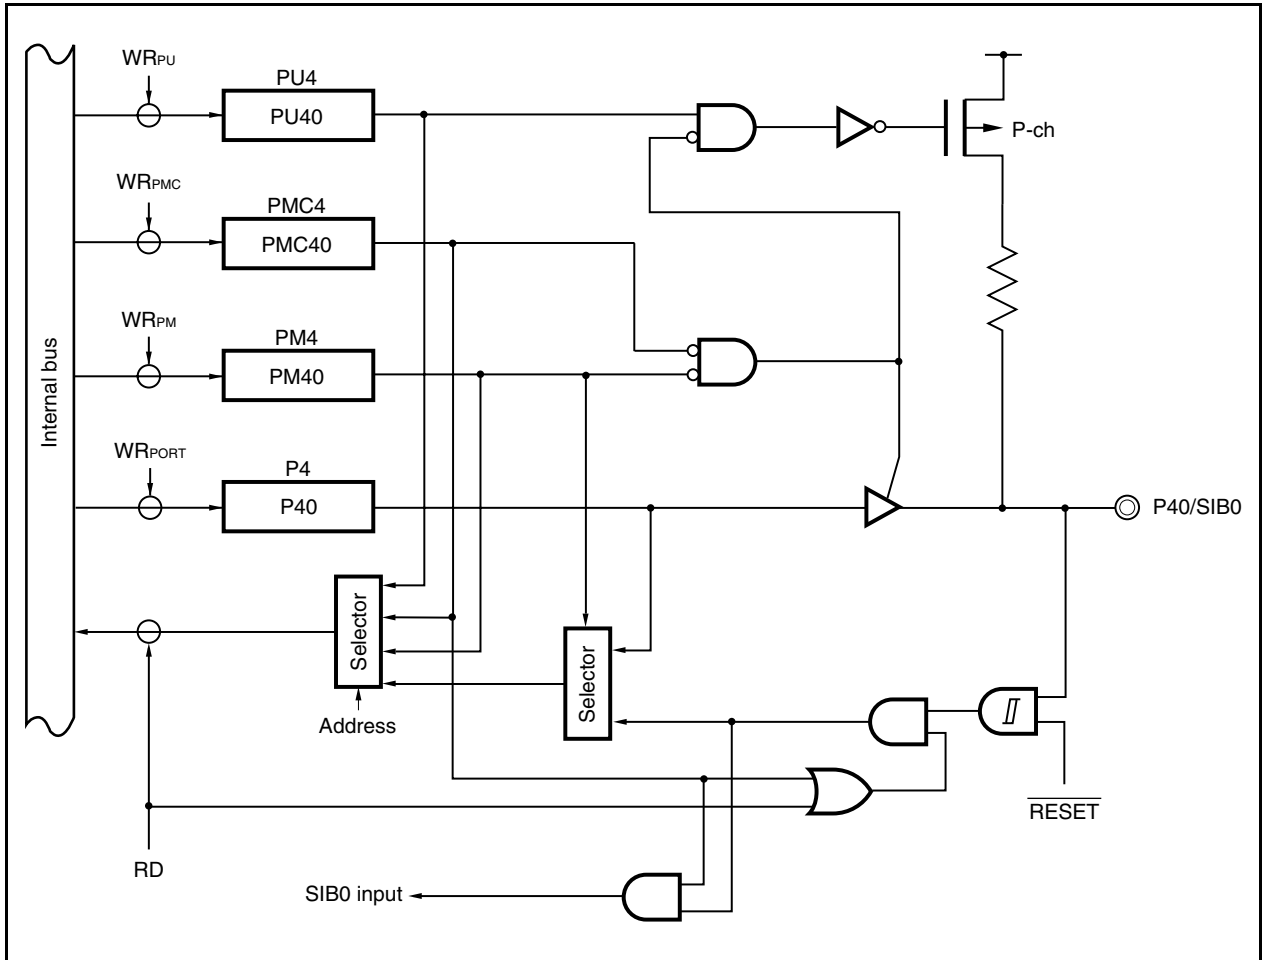 WRPU
PU4
PU40
P-ch
WRPMC
PMC4
PMC40
WRPM
PM4
PM40
Internal bus
WRPORT
P4
P40
P40/SIB0
Selector
Selector
Address
RESET
RD
SIB0 input